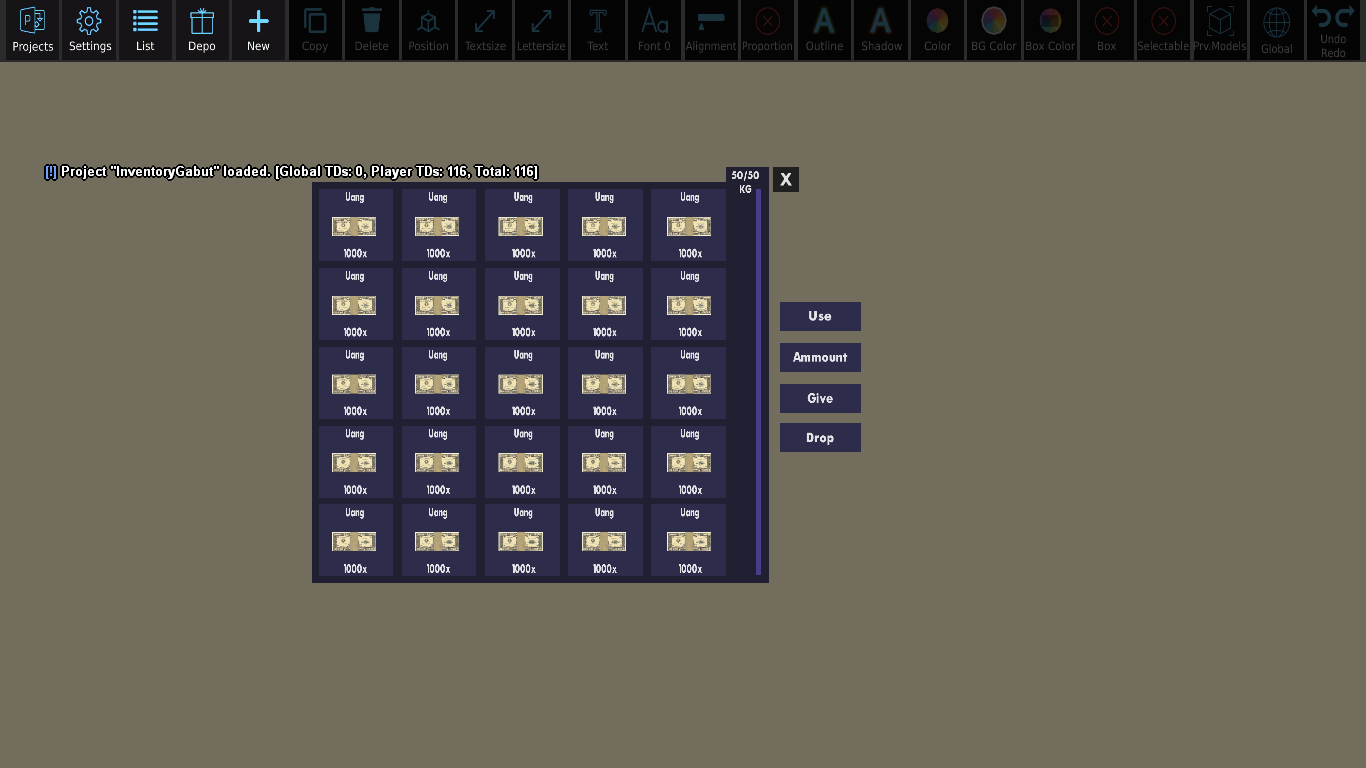 Projects Settings List Depo New Copy Delete Position Textsize Lettersize Text Font 0 Alignment Proportion Outline Shadow Color BG Color Box Color Box Selectable Prv.Models Global Undo Redo
[!] Project "InventoryGabut" loaded. [Global TDs: 0, Player TDs: 116, Total: 116]
50/50
KG
X
Uang Uang Uang Uang Uang
1000x 1000x 1000x 1000x 1000x
Uang Uang Uang Uang Uang
1000x 1000x 1000x 1000x 1000x
Uang Uang Uang Uang Uang
1000x 1000x 1000x 1000x 1000x
Uang Uang Uang Uang Uang
1000x 1000x 1000x 1000x 1000x
Uang Uang Uang Uang Uang
1000x 1000x 1000x 1000x 1000x
Use
Ammount
Give
Drop